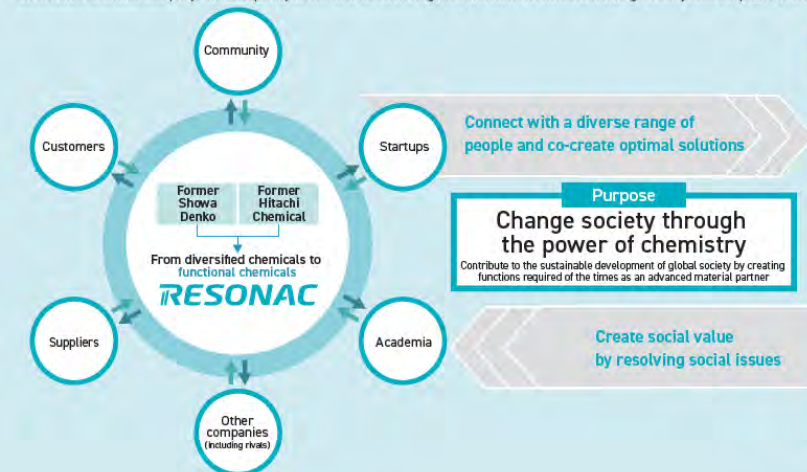 Community
Customers
Startups
Former
Showa
Denko
Former
Hitachi
Chemical
From diversified chemicals to
functional chemicals
RESONAC
Suppliers
Academia
Other
companies
(including rivals)
Connect with a diverse range of
people and co-create optimal solutions
Purpose
Change society through
the power of chemistry
Contribute to the sustainable development of global society by creating
functions required of the times as an advanced material partner
Create social value
by resolving social issues